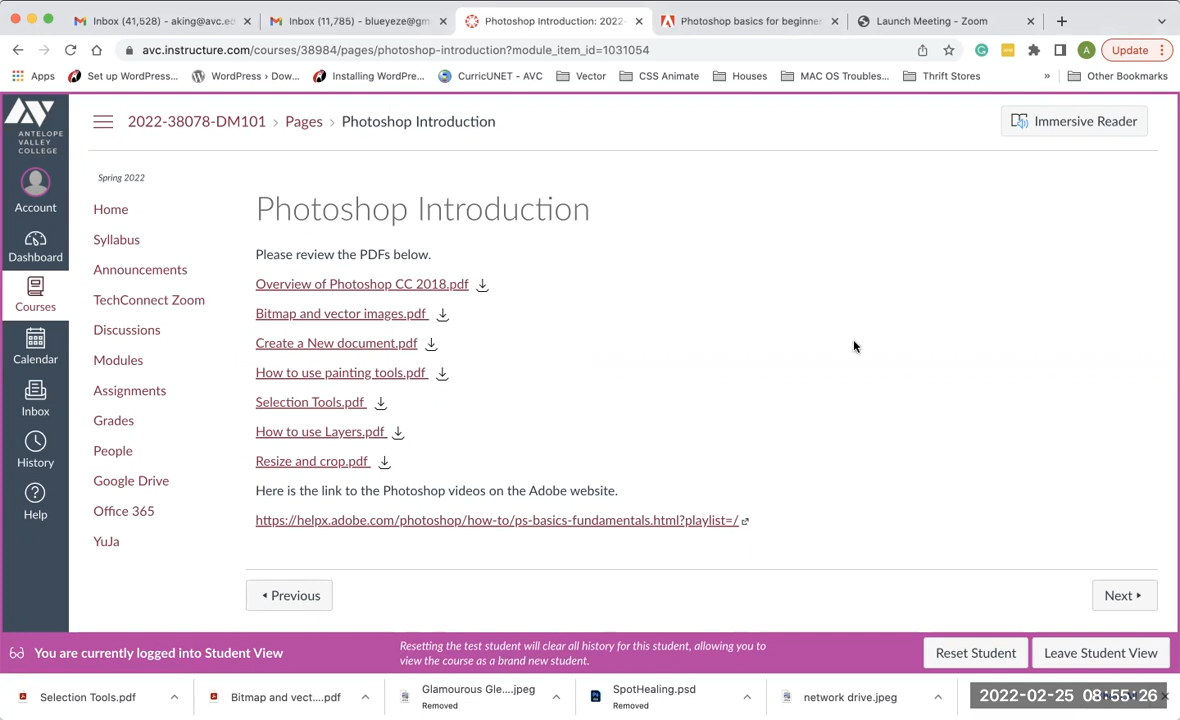 Inbox (41,528) - aking@avc.ed
Inbox (11,785) - blueyeze@gm
Photoshop Introduction: 2022-
Photoshop basics for beginner
Launch Meeting - Zoom
avc.instructure.com/courses/38984/pages/photoshop-introduction?module_item_id=1031054
A
Update
Apps
Set up WordPress...
WordPress › Dow...
Installing WordPre...
CurricUNET - AVC
Vector
CSS Animate
Houses
MAC OS Troubles...
Thrift Stores
»
Other Bookmarks
ANTELOPE
VALLEY
COLLEGE
Account
Dashboard
Courses
Calendar
Inbox
History
Help
2022-38078-DM101 › Pages › Photoshop Introduction
Immersive Reader
Spring 2022
Home
Syllabus
Announcements
TechConnect Zoom
Discussions
Modules
Assignments
Grades
People
Google Drive
Office 365
YuJa
Photoshop Introduction
Please review the PDFs below.
Overview of Photoshop CC 2018.pdf
Bitmap and vector images.pdf
Create a New document.pdf
How to use painting tools.pdf
Selection Tools.pdf
How to use Layers.pdf
Resize and crop.pdf
Here is the link to the Photoshop videos on the Adobe website.
https://helpx.adobe.com/photoshop/how-to/ps-basics-fundamentals.html?playlist=/
Previous
Next
You are currently logged into Student View
Resetting the test student will clear all history for this student, allowing you to
view the course as a brand new student.
Reset Student
Leave Student View
Selection Tools.pdf
Bitmap and vect....pdf
Glamourous Gle....jpeg
Removed
SpotHealing.psd
Removed
network drive.jpeg
2022-02-25 08:55:26